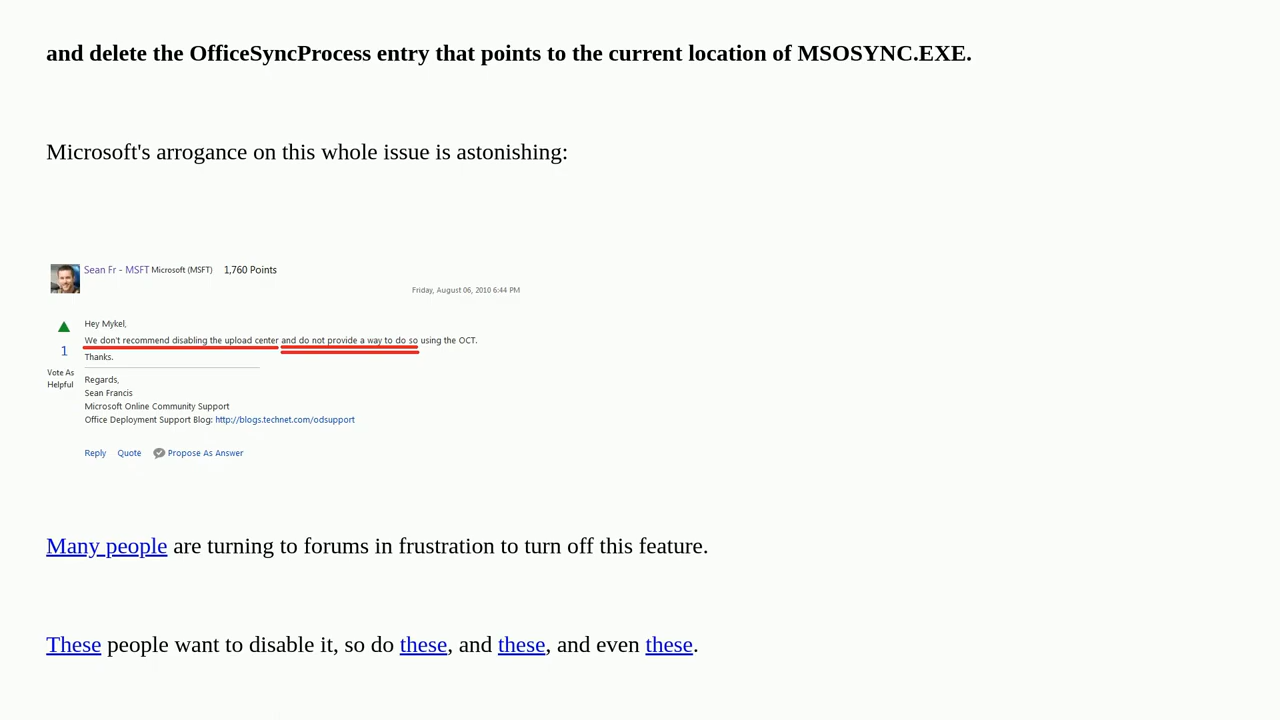 and delete the OfficeSyncProcess entry that points to the current location of MSOSYNC.EXE.
Microsoft's arrogance on this whole issue is astonishing:
Sean Fr - MSFT Microsoft (MSFT) 1,760 Points
Friday, August 06, 2010 6:44 PM
Hey Mykel,
We don't recommend disabling the upload center and do not provide a way to do so using the OCT.
1
Thanks.
Vote As
Helpful
Regards,
Sean Francis
Microsoft Online Community Support
Office Deployment Support Blog: http://blogs.technet.com/odsupport
Reply Quote Propose As Answer
Many people are turning to forums in frustration to turn off this feature.
These people want to disable it, so do these, and these, and even these.